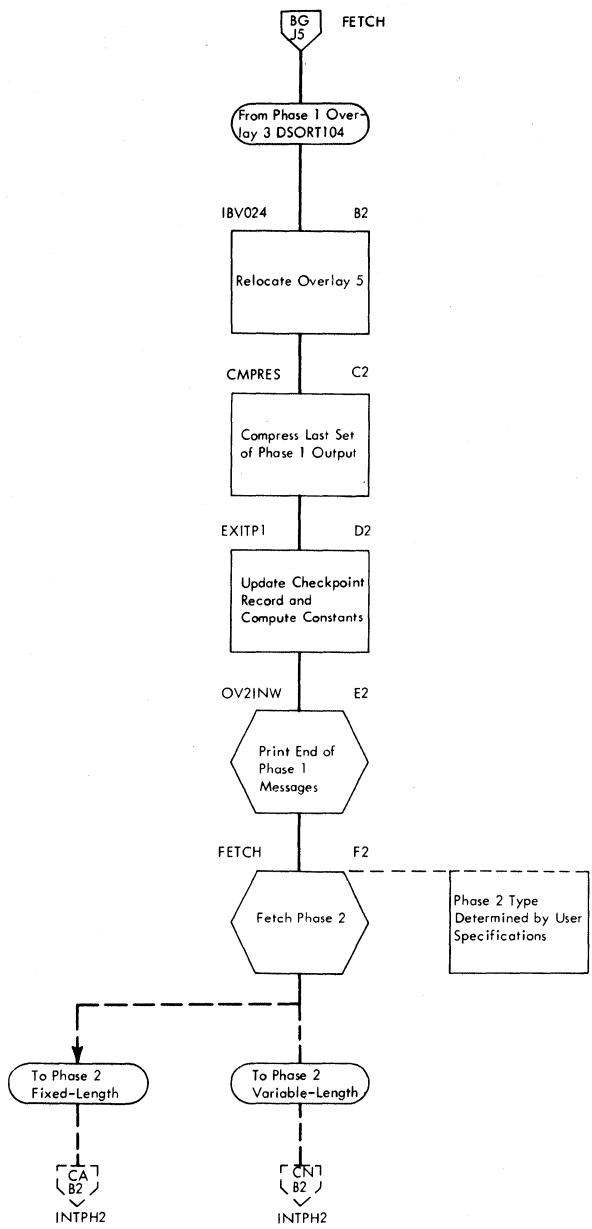 BG FETCH
J5
From Phase 1 Over-
lay 3 DSORT104
IBV024 B2
Relocate Overlay 5
CMPRES C2
Compress Last Set
of Phase 1 Output
EXITP1 D2
Update Checkpoint
Record and
Compute Constants
OV2INW E2
Print End of
Phase 1
Messages
FETCH F2
Fetch Phase 2
Phase 2 Type
Determined by User
Specifications
To Phase 2
Fixed-Length
To Phase 2
Variable-Length
CA
B2
INTPH2
CN
B2
INTPH2